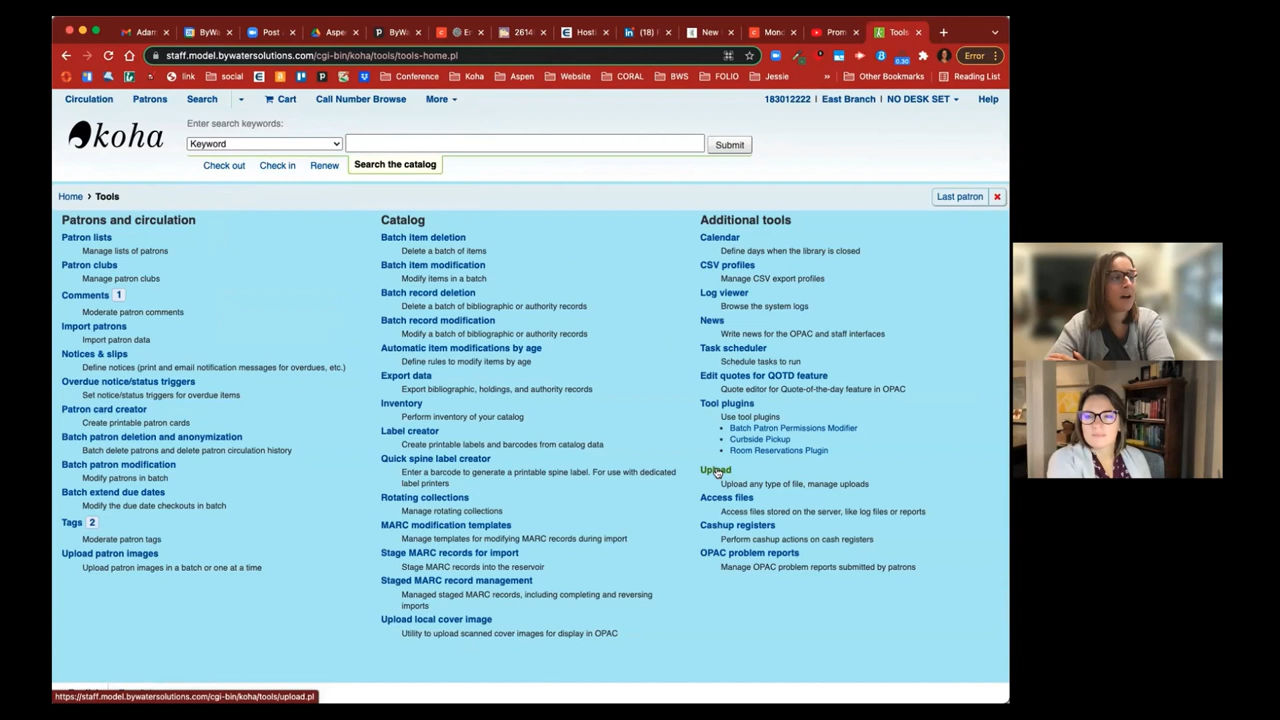 Adam
ByWa
Post
Aspe
ByWa
En
2614
Hosti
(18)
New
Mond
Prom
Tools
staff.model.bywatersolutions.com/cgi-bin/koha/tools/tools-home.pl
0.30
Error
link
social
Conference
Koha
Aspen
Website
CORAL
BWS
FOLIO
Jessie
»
Other Bookmarks
Reading List
Circulation
Patrons
Search
Cart
Call Number Browse
More
183012222 | East Branch | NO DESK SET
Help
koha
Enter search keywords:
Keyword
Submit
Check out
Check in
Renew
Search the catalog
Home › Tools
Last patron
Patrons and circulation
Patron lists
Manage lists of patrons
Patron clubs
Manage patron clubs
Comments 1
Moderate patron comments
Import patrons
Import patron data
Notices & slips
Define notices (print and email notification messages for overdues, etc.)
Overdue notice/status triggers
Set notice/status triggers for overdue items
Patron card creator
Create printable patron cards
Batch patron deletion and anonymization
Batch delete patrons and delete patron circulation history
Batch patron modification
Modify patrons in batch
Batch extend due dates
Modify the due date checkouts in batch
Tags 2
Moderate patron tags
Upload patron images
Upload patron images in a batch or one at a time
Catalog
Batch item deletion
Delete a batch of items
Batch item modification
Modify items in a batch
Batch record deletion
Delete a batch of bibliographic or authority records
Batch record modification
Modify a batch of bibliographic or authority records
Automatic item modifications by age
Define rules to modify items by age
Export data
Export bibliographic, holdings, and authority records
Inventory
Perform inventory of your catalog
Label creator
Create printable labels and barcodes from catalog data
Quick spine label creator
Enter a barcode to generate a printable spine label. For use with dedicated
label printers
Rotating collections
Manage rotating collections
MARC modification templates
Manage templates for modifying MARC records during import
Stage MARC records for import
Stage MARC records into the reservoir
Staged MARC record management
Managed staged MARC records, including completing and reversing
imports
Upload local cover image
Utility to upload scanned cover images for display in OPAC
Additional tools
Calendar
Define days when the library is closed
CSV profiles
Manage CSV export profiles
Log viewer
Browse the system logs
News
Write news for the OPAC and staff interfaces
Task scheduler
Schedule tasks to run
Edit quotes for QOTD feature
Quote editor for Quote-of-the-day feature in OPAC
Tool plugins
Use tool plugins
• Batch Patron Permissions Modifier
• Curbside Pickup
• Room Reservations Plugin
Upload
Upload any type of file, manage uploads
Access files
Access files stored on the server, like log files or reports
Cashup registers
Perform cashup actions on cash registers
OPAC problem reports
Manage OPAC problem reports submitted by patrons
https://staff.model.bywatersolutions.com/cgi-bin/koha/tools/upload.pl